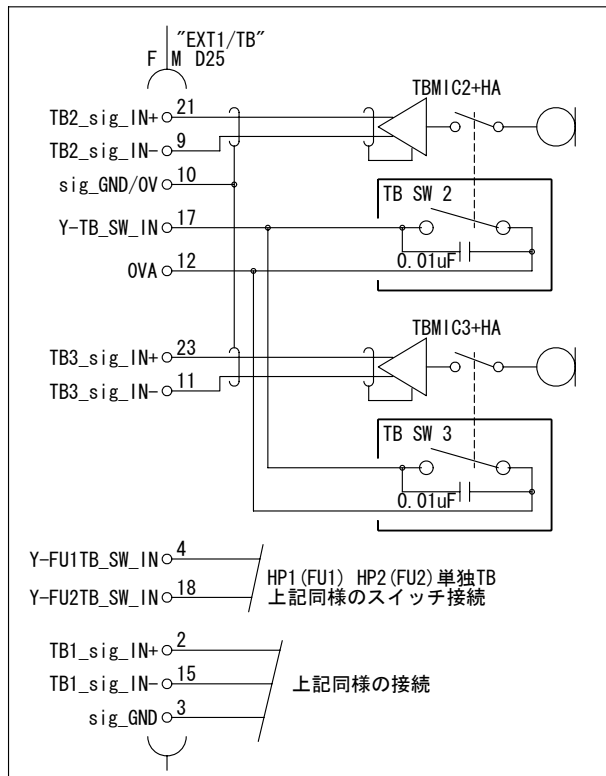 "EXT1/TB"
F M D25
TB2_sig_IN+ 21
TB2_sig_IN- 9
sig_GND/0V 10
Y-TB_SW_IN 17
0VA 12
TBMIC2+HA
TB SW 2
0.01uF
TB3_sig_IN+ 23
TB3_sig_IN- 11
TBMIC3+HA
TB SW 3
0.01uF
Y-FU1TB_SW_IN 4
Y-FU2TB_SW_IN 18
HP1(FU1) HP2(FU2)単独TB
上記同様のスイッチ接続
TB1_sig_IN+ 2
TB1_sig_IN- 15
sig_GND 3
上記同様の接続